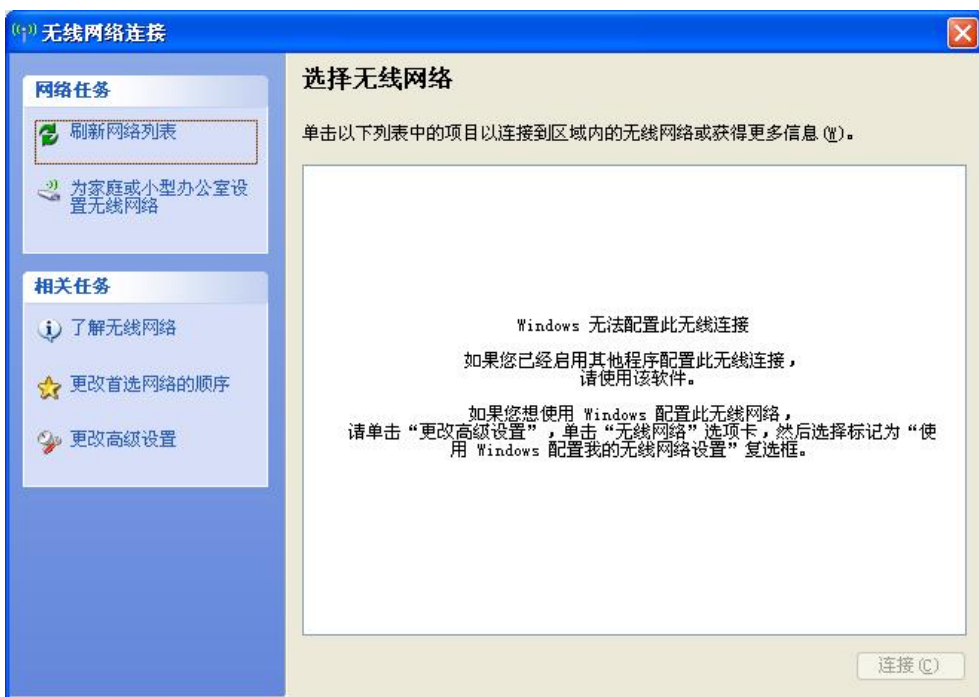 无线网络连接
网络任务
刷新网络列表
为家庭或小型办公室设
置无线网络
相关任务
了解无线网络
更改首选网络的顺序
更改高级设置
选择无线网络
单击以下列表中的项目以连接到区域内的无线网络或获得更多信息(W)。
Windows 无法配置此无线连接
如果您已经启用其他程序配置此无线连接，
请使用该软件。
如果您想使用 Windows 配置此无线网络，
请单击“更改高级设置”，单击“无线网络”选项卡，然后选择标记为“使
用 Windows 配置我的无线网络设置”复选框。
连接(C)